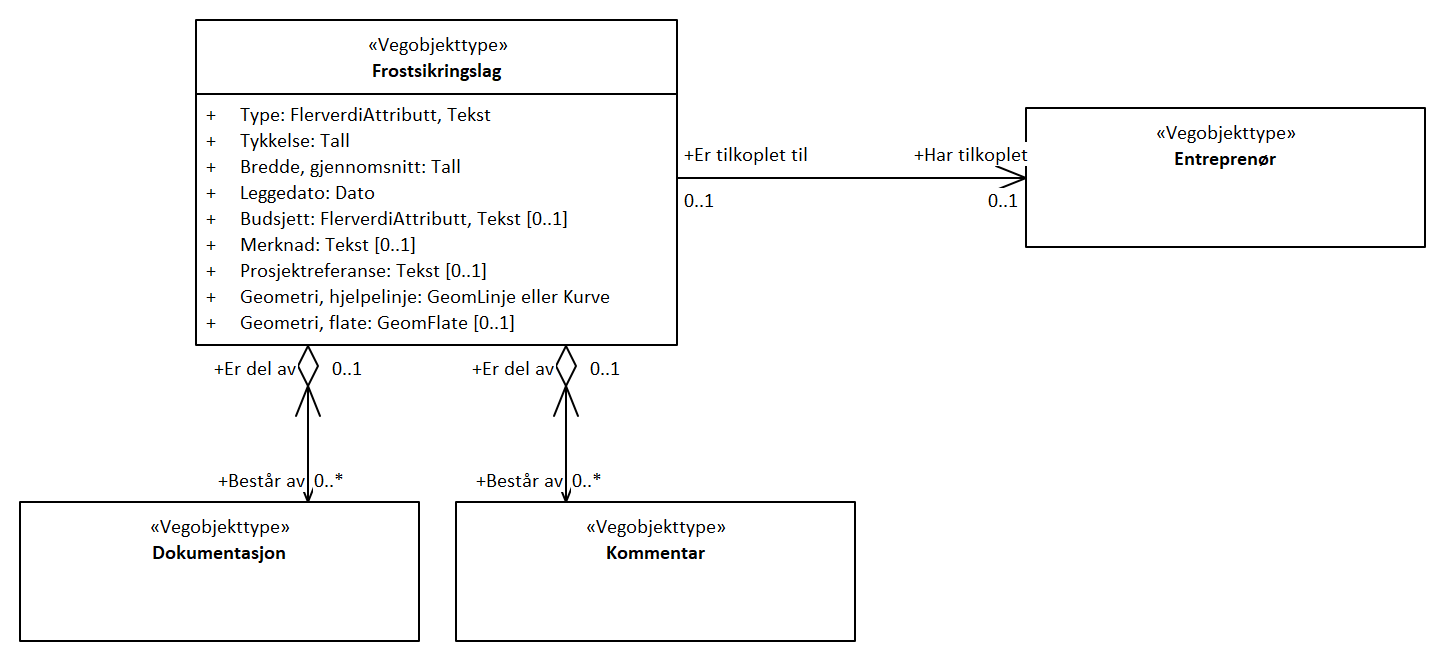 «Vegobjekttype»
Frostsikringslag
+ Type: FlerverdiAttributt, Tekst
+ Tykkelse: Tall
+ Bredde, gjennomsnitt: Tall
+ Leggedato: Dato
+ Budsjett: FlerverdiAttributt, Tekst [0..1]
+ Merknad: Tekst [0..1]
+ Prosjektreferanse: Tekst [0..1]
+ Geometri, hjelpelinje: GeomLinje eller Kurve
+ Geometri, flate: GeomFlate [0..1]
+Er tilkoplet til
0..1
+Har tilkoplet
0..1
«Vegobjekttype»
Entreprenør
+Er del av 0..1
+Er del av 0..1
+Består av 0..*
+Består av 0..*
«Vegobjekttype»
Dokumentasjon
«Vegobjekttype»
Kommentar